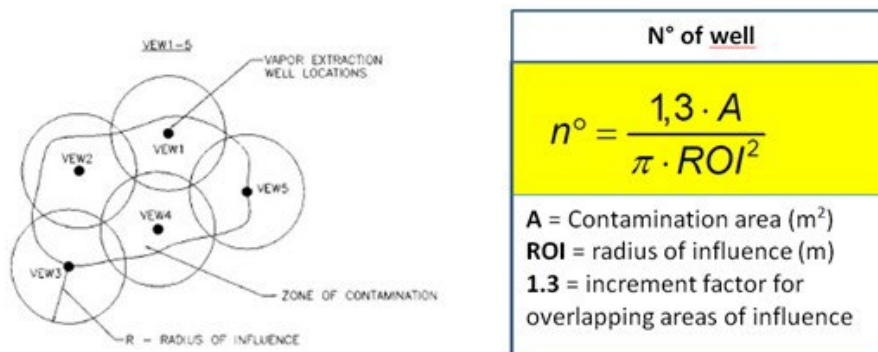 VEW1-5
VAPOR EXTRACTION
WELL LOCATIONS
VEW1
VEW2
VEW5
VEW4
VEW3
ZONE OF CONTAMINATION
R - RADIUS OF INFLUENCE
N° of well
n° = 1,3 · A / π · ROI²
A = Contamination area (m²)
ROI = radius of influence (m)
1.3 = increment factor for
overlapping areas of influence